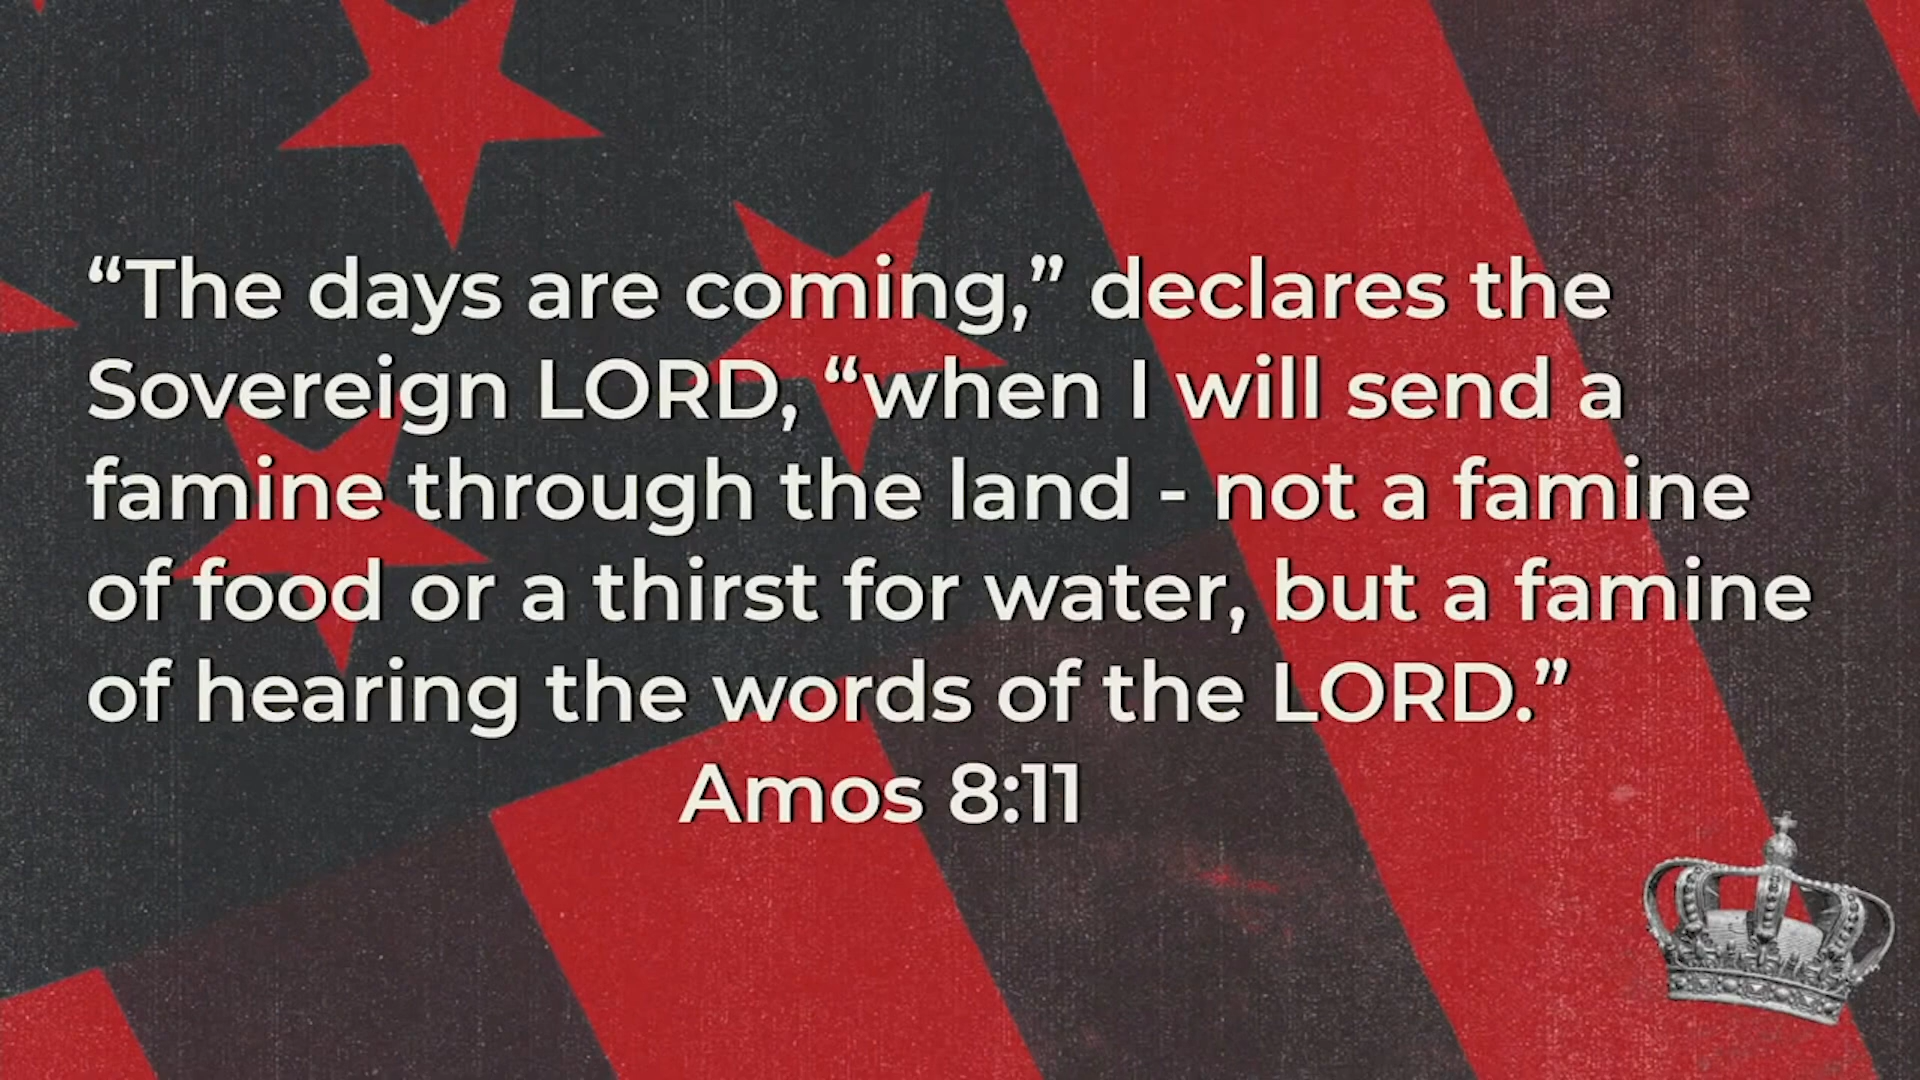 “The days are coming,” declares the
Sovereign LORD, “when I will send a
famine through the land - not a famine
of food or a thirst for water, but a famine
of hearing the words of the LORD.”
Amos 8:11